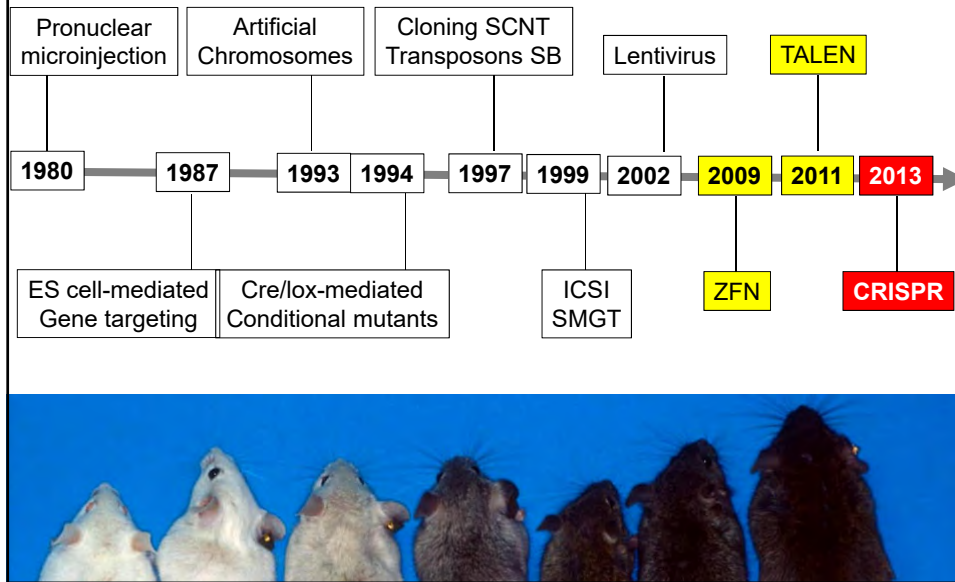 Pronuclear
microinjection
Artificial
Chromosomes
Cloning SCNT
Transposons SB
Lentivirus
TALEN
1980
1987
1993
1994
1997
1999
2002
2009
2011
2013
ES cell-mediated
Gene targeting
Cre/lox-mediated
Conditional mutants
ICSI
SMGT
ZFN
CRISPR